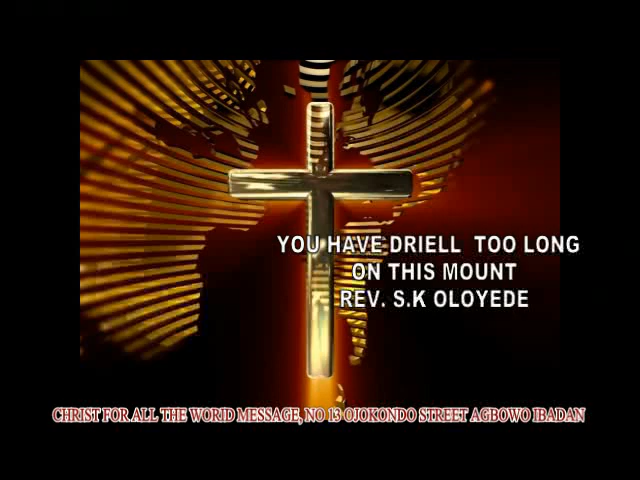 YOU HAVE DRIELL TOO LONG
ON THIS MOUNT
REV. S.K OLOYEDE
CHRIST FOR ALL THE WORID MESSAGE, NO 13 OJOKONDO STREET AGBOWO IBADAN